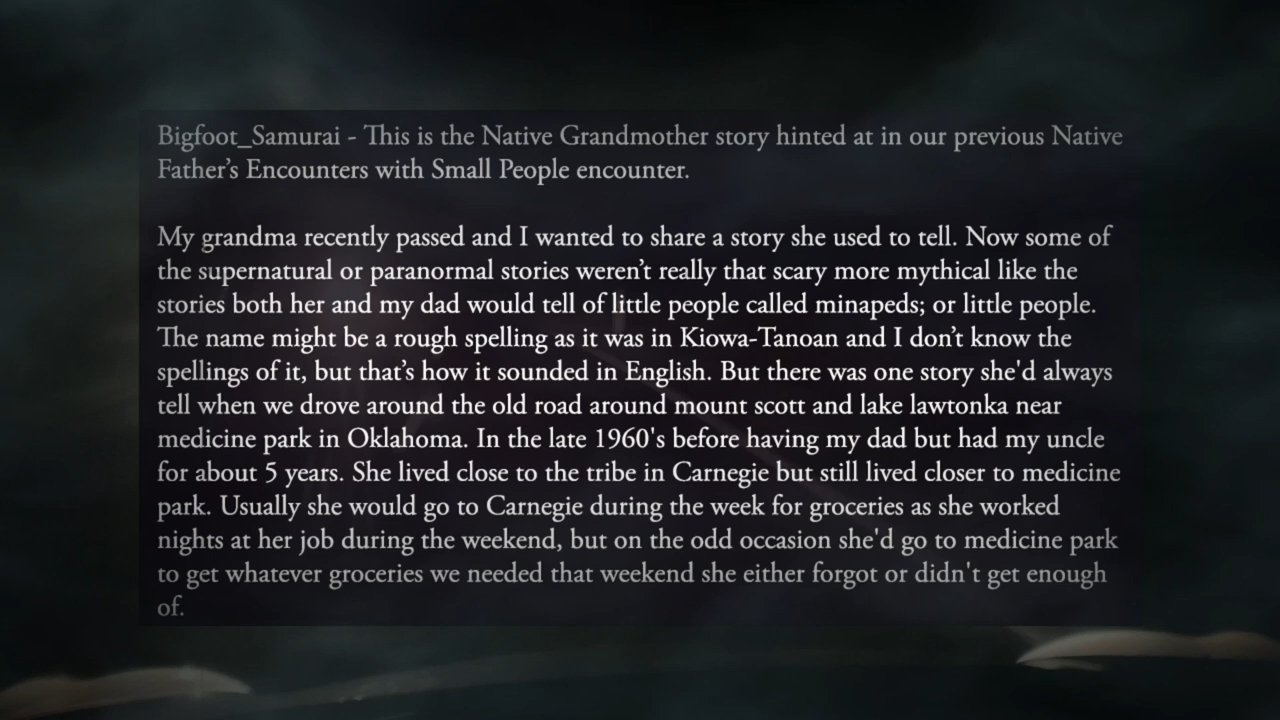 Bigfoot_Samurai - This is the Native Grandmother story hinted at in our previous Native
Father’s Encounters with Small People encounter.
My grandma recently passed and I wanted to share a story she used to tell. Now some of
the supernatural or paranormal stories weren’t really that scary more mythical like the
stories both her and my dad would tell of little people called minapeds; or little people.
The name might be a rough spelling as it was in Kiowa-Tanoan and I don’t know the
spellings of it, but that’s how it sounded in English. But there was one story she'd always
tell when we drove around the old road around mount scott and lake lawtonka near
medicine park in Oklahoma. In the late 1960's before having my dad but had my uncle
for about 5 years. She lived close to the tribe in Carnegie but still lived closer to medicine
park. Usually she would go to Carnegie during the week for groceries as she worked
nights at her job during the weekend, but on the odd occasion she'd go to medicine park
to get whatever groceries we needed that weekend she either forgot or didn't get enough
of.